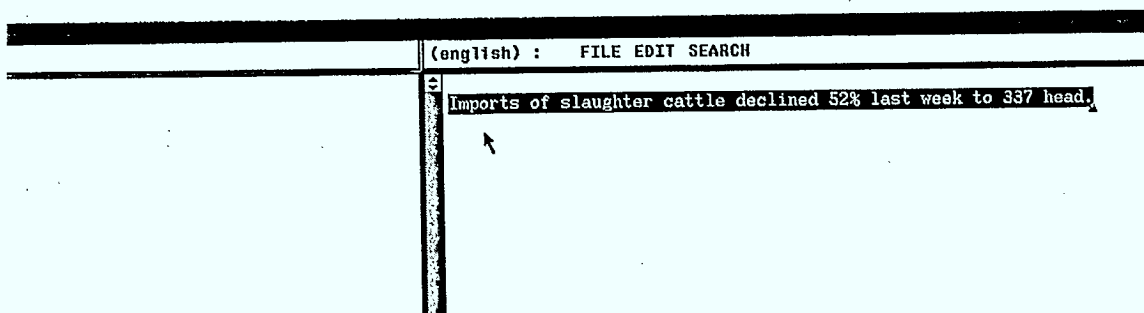 (english) : FILE EDIT SEARCH
Imports of slaughter cattle declined 52% last week to 337 head.